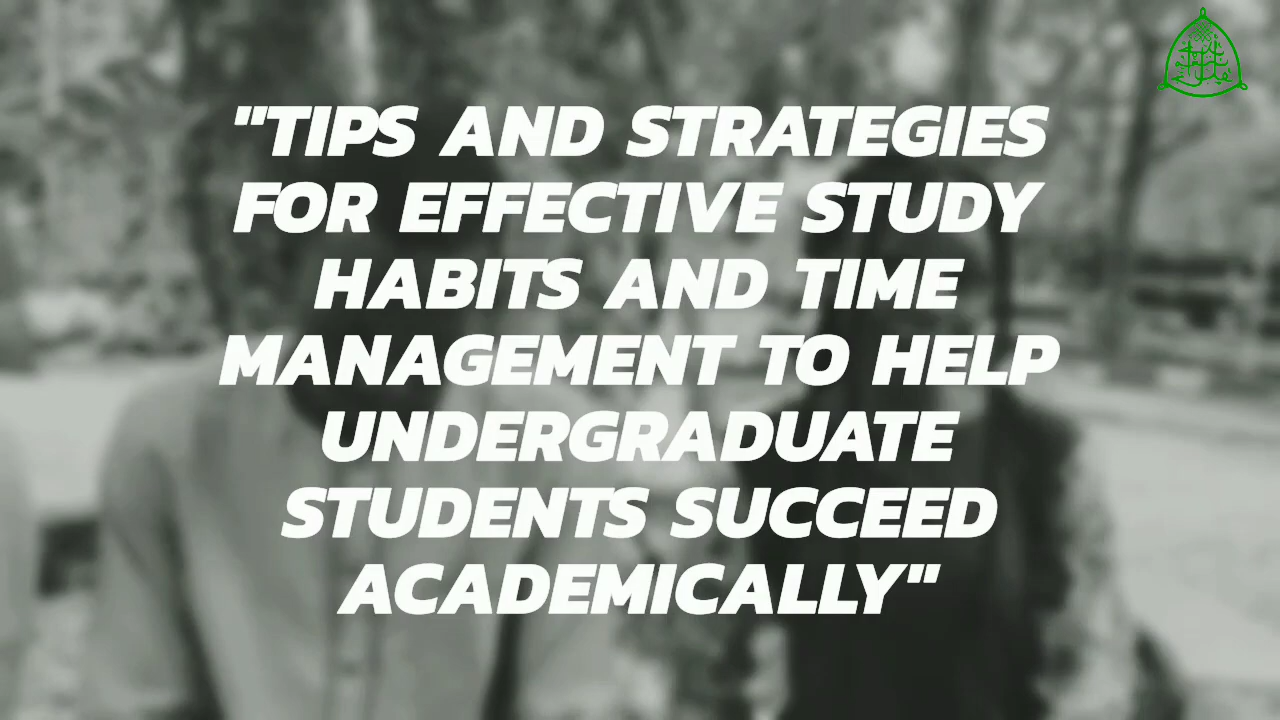 "TIPS AND STRATEGIES
FOR EFFECTIVE STUDY
HABITS AND TIME
MANAGEMENT TO HELP
UNDERGRADUATE
STUDENTS SUCCEED
ACADEMICALLY"